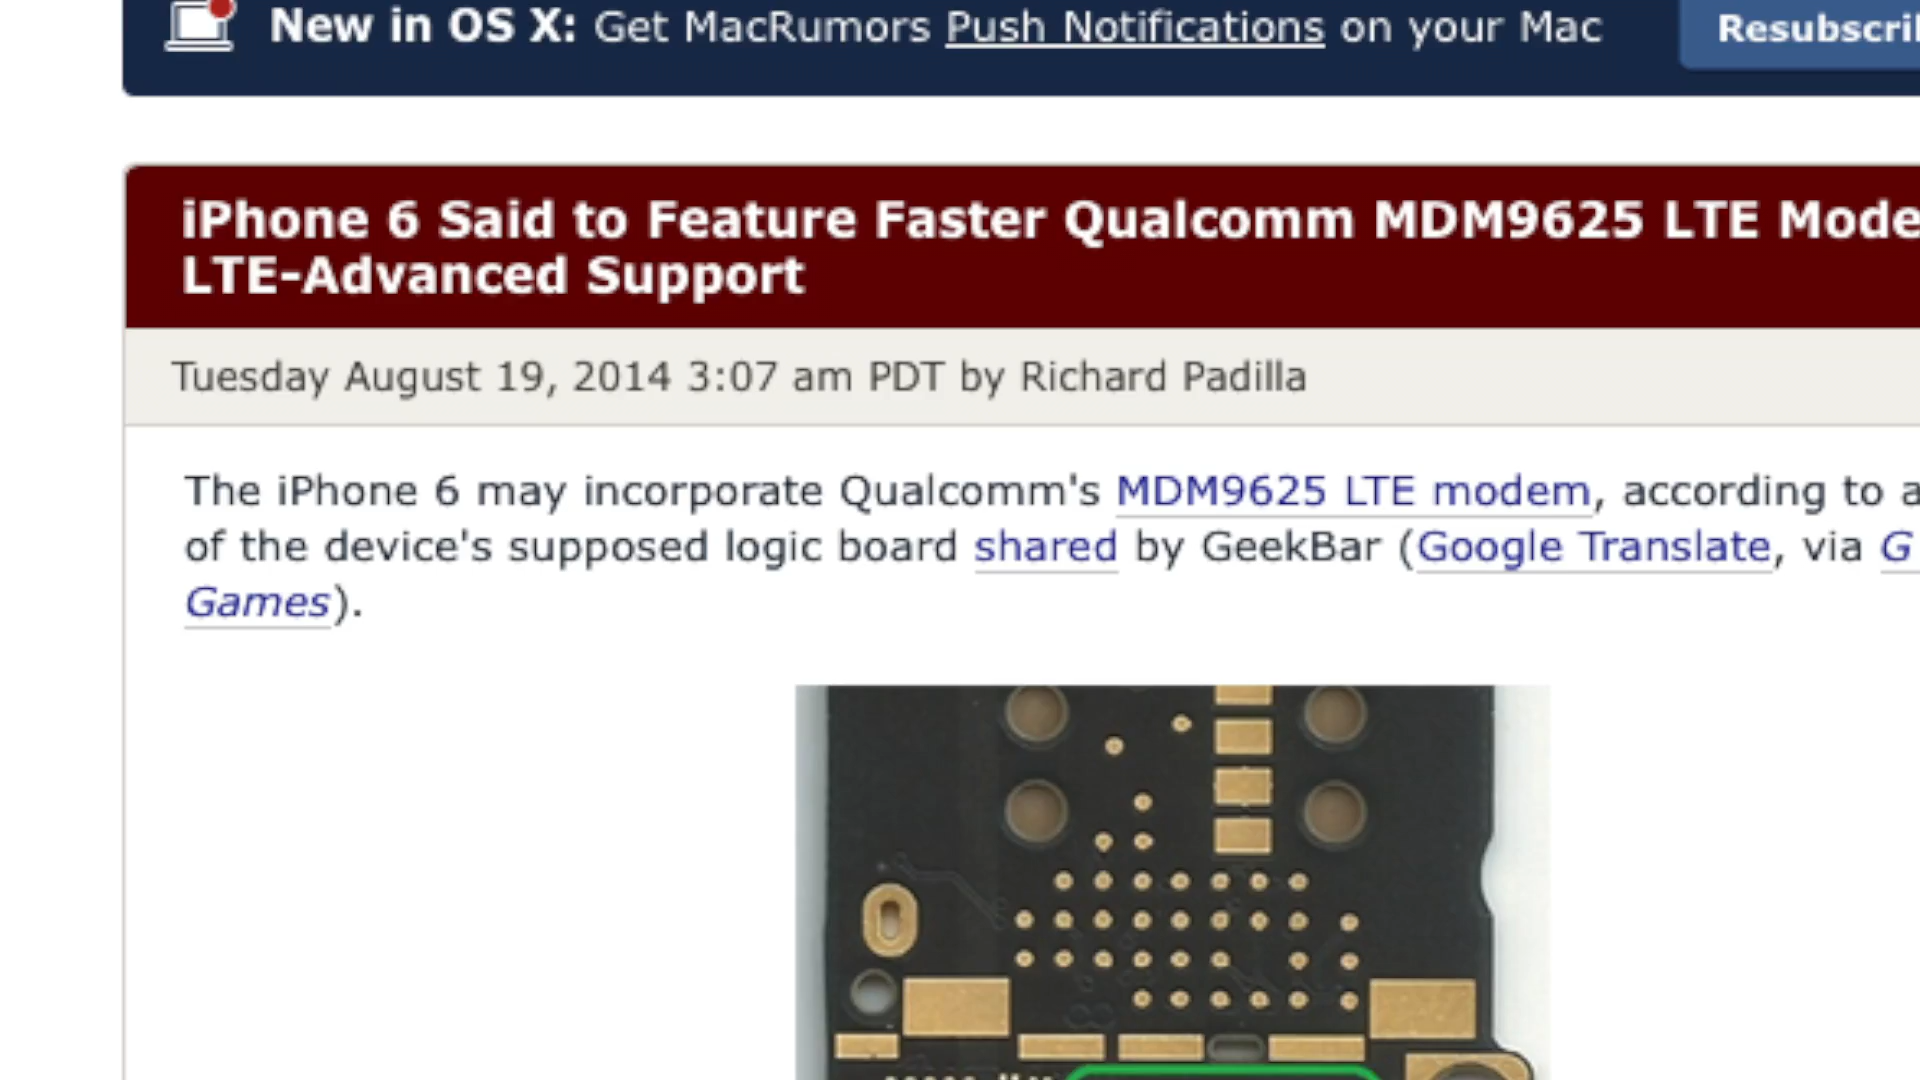 New in OS X: Get MacRumors Push Notifications on your Mac
iPhone 6 Said to Feature Faster Qualcomm MDM9625 LTE
LTE-Advanced Support
Tuesday August 19, 2014 3:07 am PDT by Richard Padilla
The iPhone 6 may incorporate Qualcomm's MDM9625 LTE modem, according to a
of the device's supposed logic board shared by GeekBar (Google Translate, via G
Games).